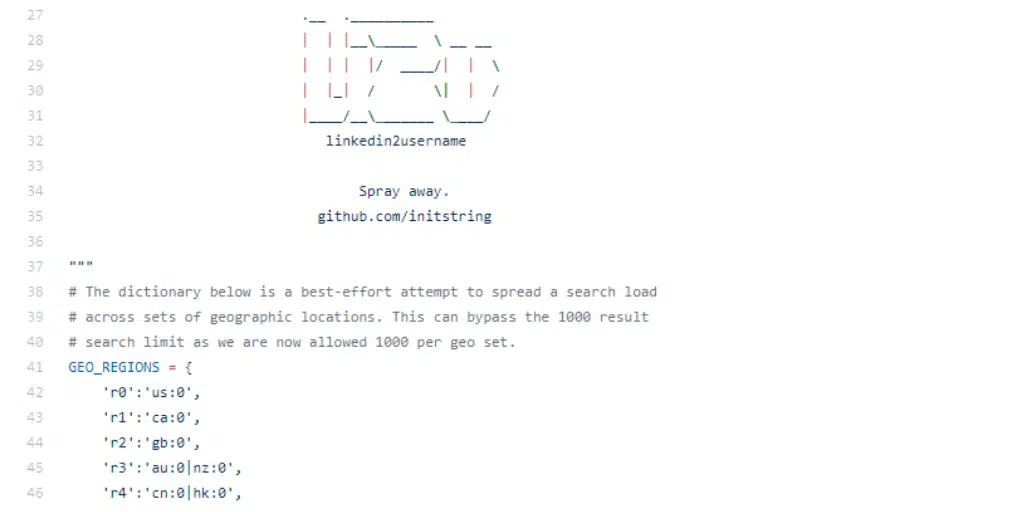 27 .__  .__________
28 |  | |__\_____  \ __ __
29 |  | |  |/  ____/|  |  \
30 |  |_|  /       \|  |  /
31 |____/__\_______ \____/
32 linkedin2username
33
34 Spray away.
35 github.com/initstring
36
37 """
38 # The dictionary below is a best-effort attempt to spread a search load
39 # across sets of geographic locations. This can bypass the 1000 result
40 # search limit as we are now allowed 1000 per geo set.
41 GEO_REGIONS = {
42 'r0':'us:0',
43 'r1':'ca:0',
44 'r2':'gb:0',
45 'r3':'au:0|nz:0',
46 'r4':'cn:0|hk:0',